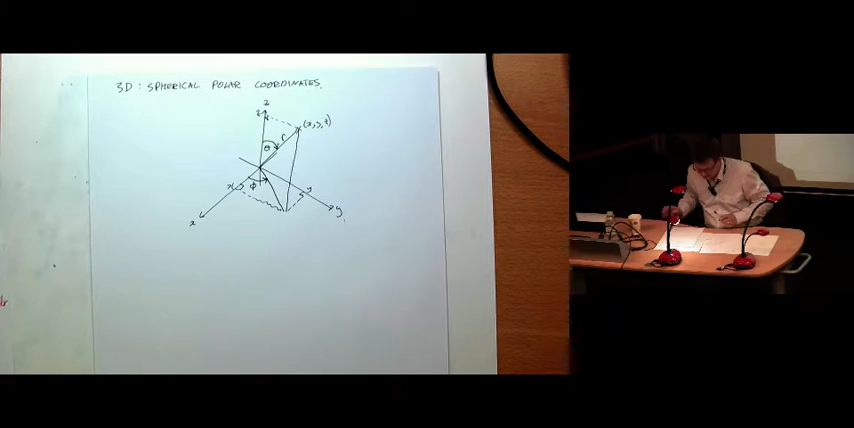 3D: SPHERICAL POLAR COORDINATES.
z
z
(x,y,z)
r
θ
x
φ
y
x
y